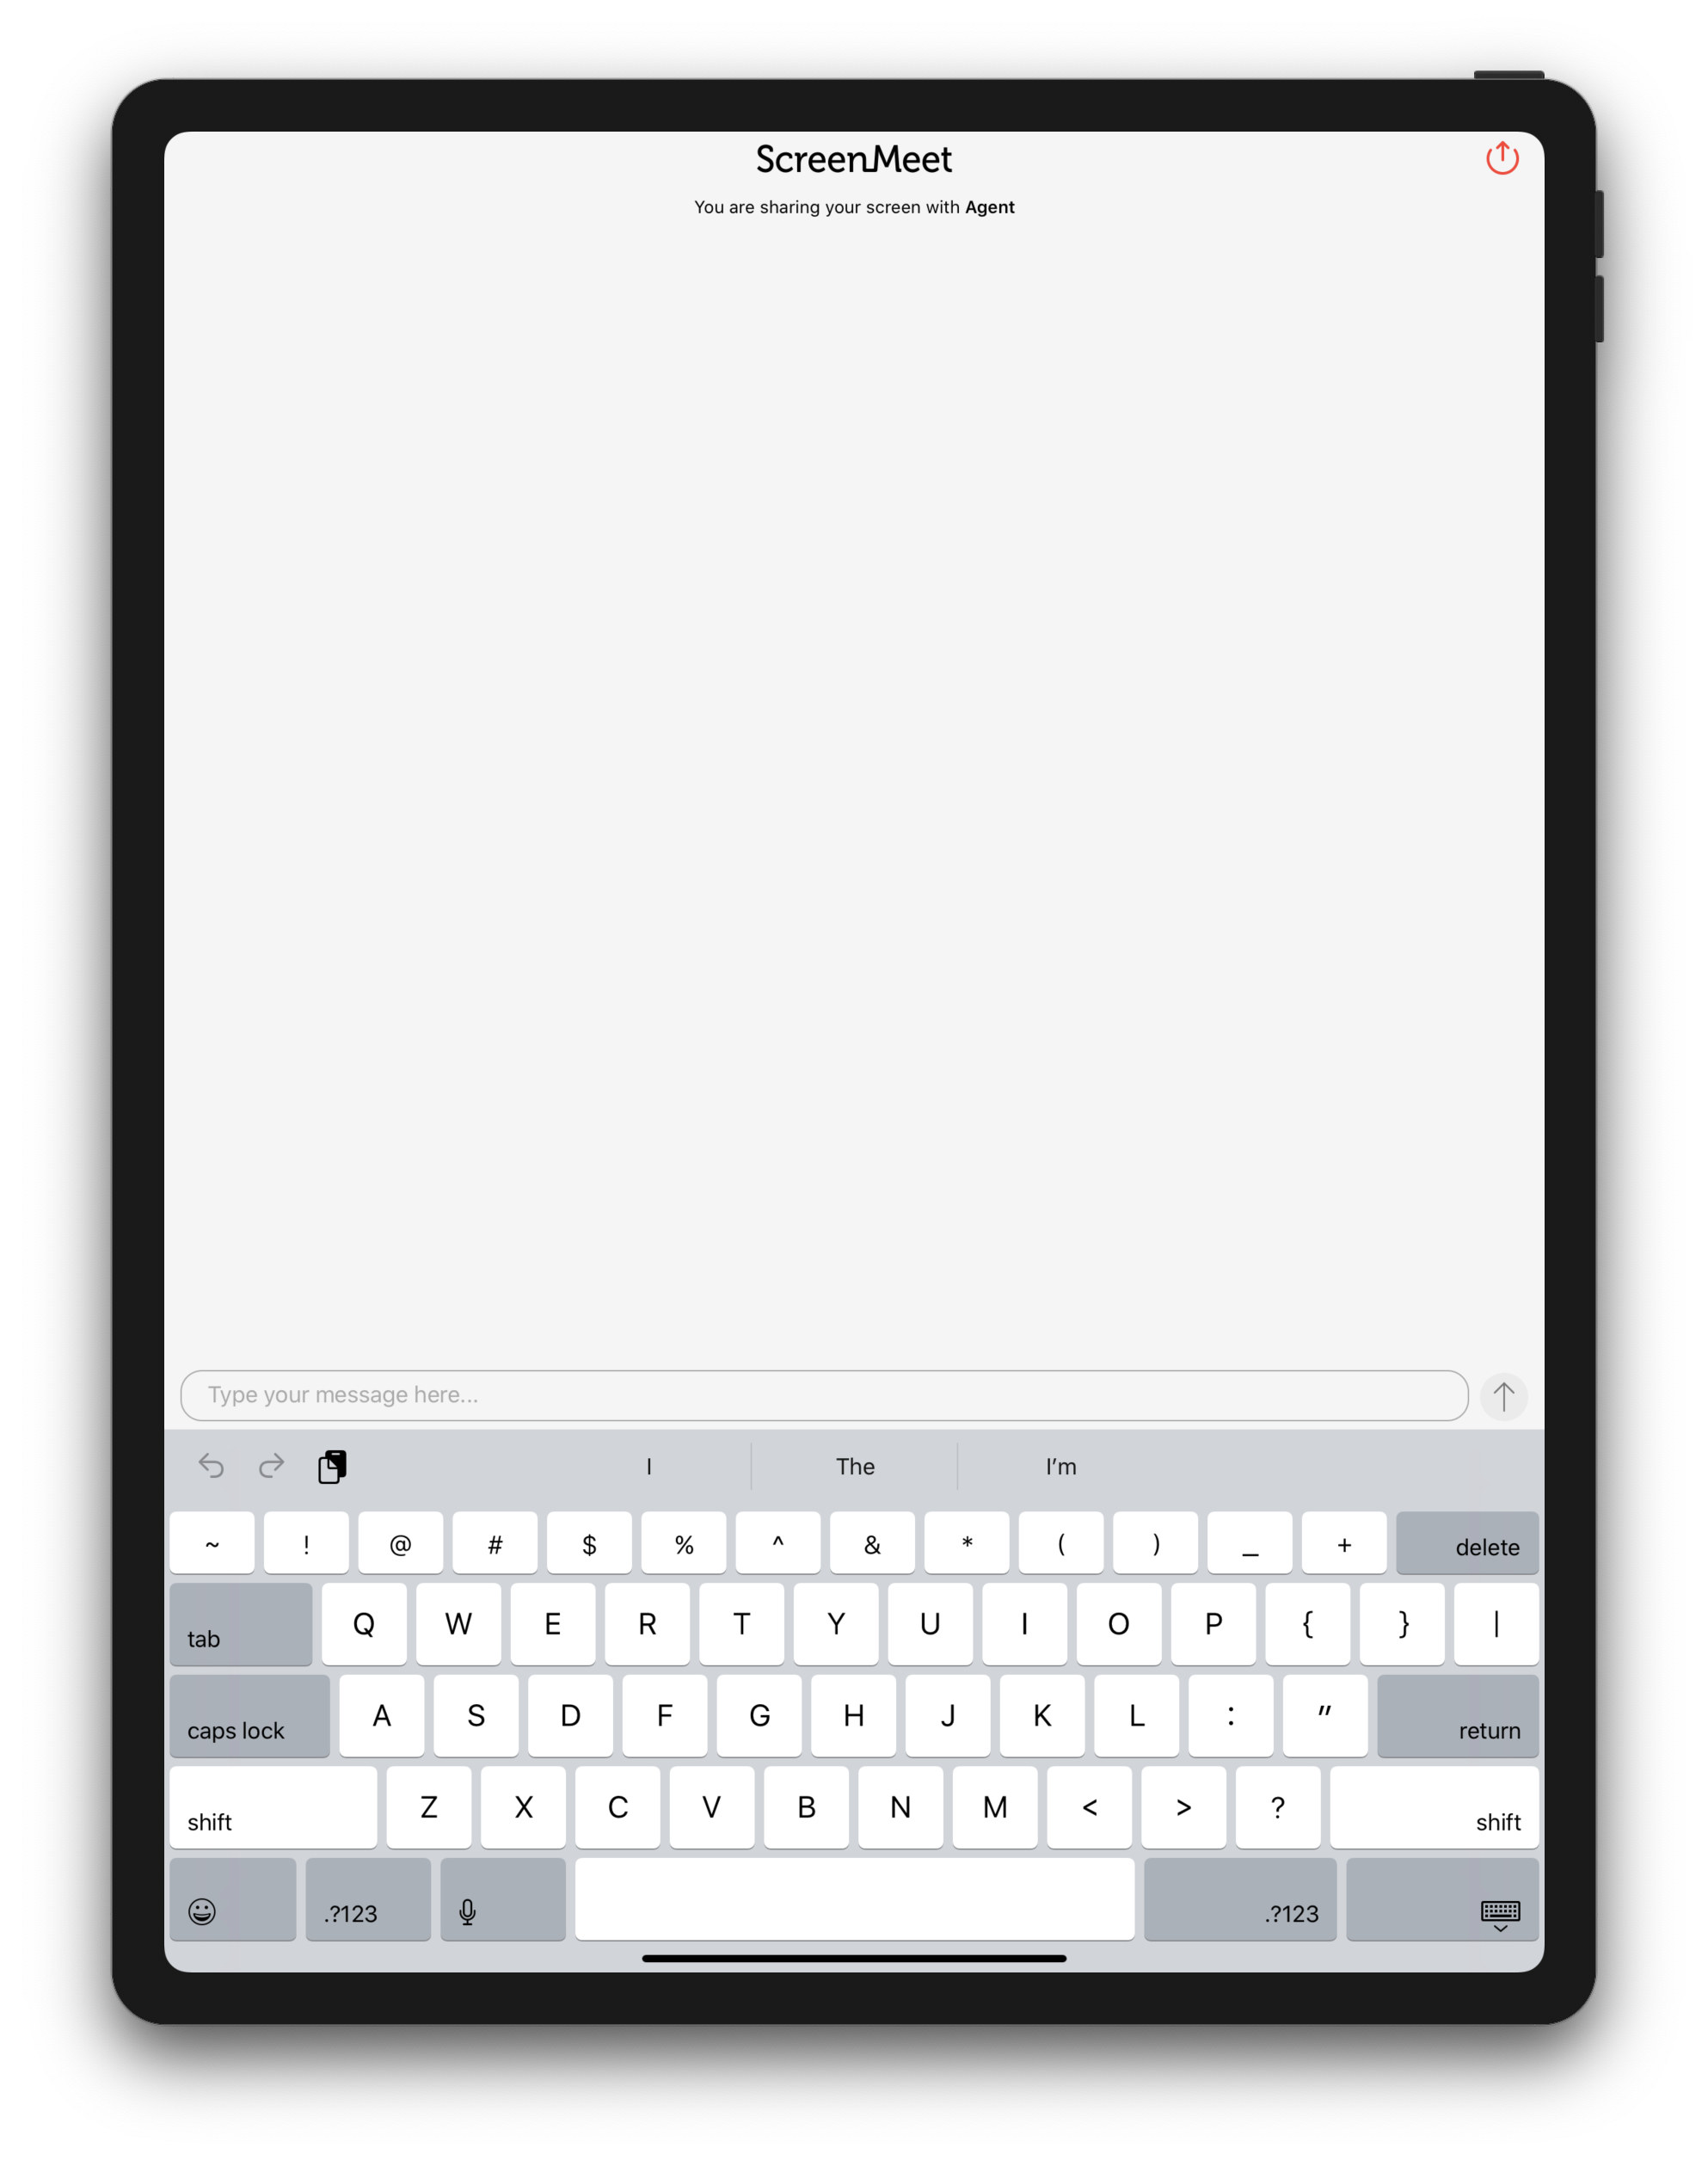 ScreenMeet
You are sharing your screen with Agent
Type your message here...
I The I'm
~ ! @ # $ % ^ & * ( ) _ + delete
tab Q W E R T Y U I O P { } |
caps lock A S D F G H J K L : " return
shift Z X C V B N M < > ? shift
.?123 .?123